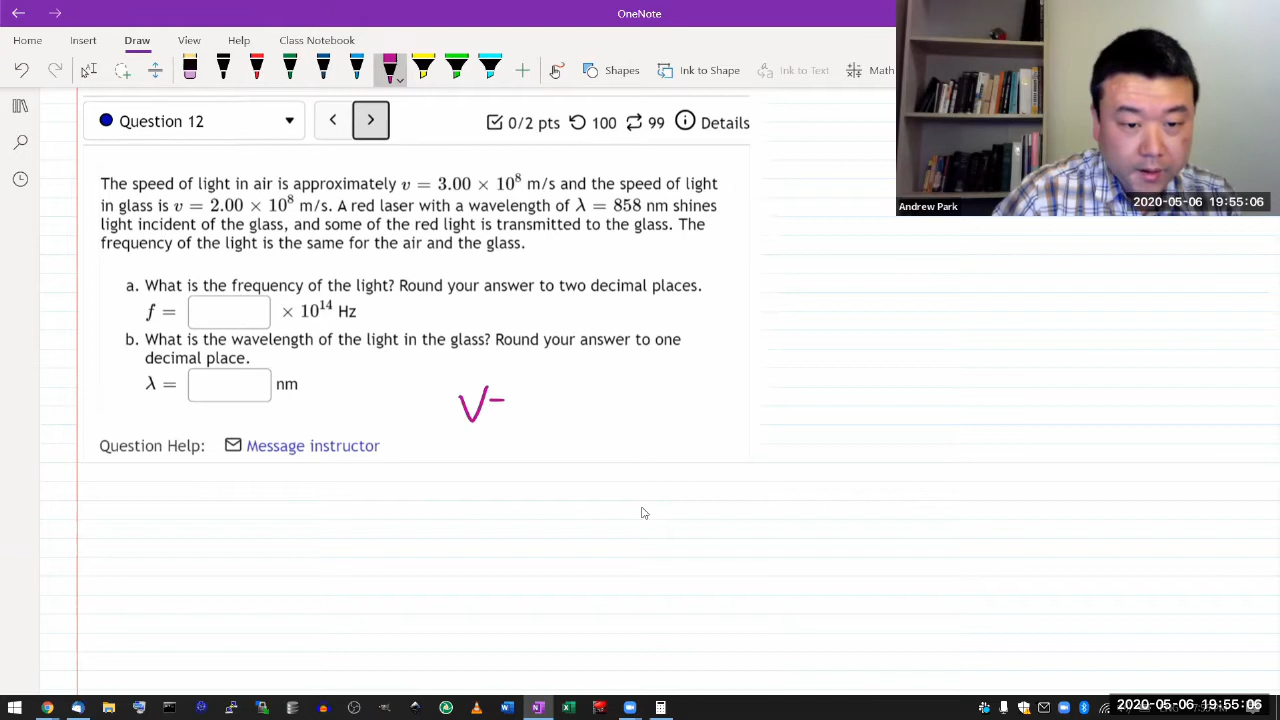 OneNote
Home Insert Draw View Help Class Notebook
Shapes Ink to Shape Ink to Text Math
Question 12 0/2 pts 100 99 Details
The speed of light in air is approximately v = 3.00 × 10⁸ m/s and the speed of light
in glass is v = 2.00 × 10⁸ m/s. A red laser with a wavelength of λ = 858 nm shines
light incident of the glass, and some of the red light is transmitted to the glass. The
frequency of the light is the same for the air and the glass.
a. What is the frequency of the light? Round your answer to two decimal places.
f = × 10¹⁴ Hz
b. What is the wavelength of the light in the glass? Round your answer to one
decimal place.
λ = nm
V=
Question Help: Message instructor
Andrew Park
2020-05-06 19:55:06
2020-05-06 19:55:06